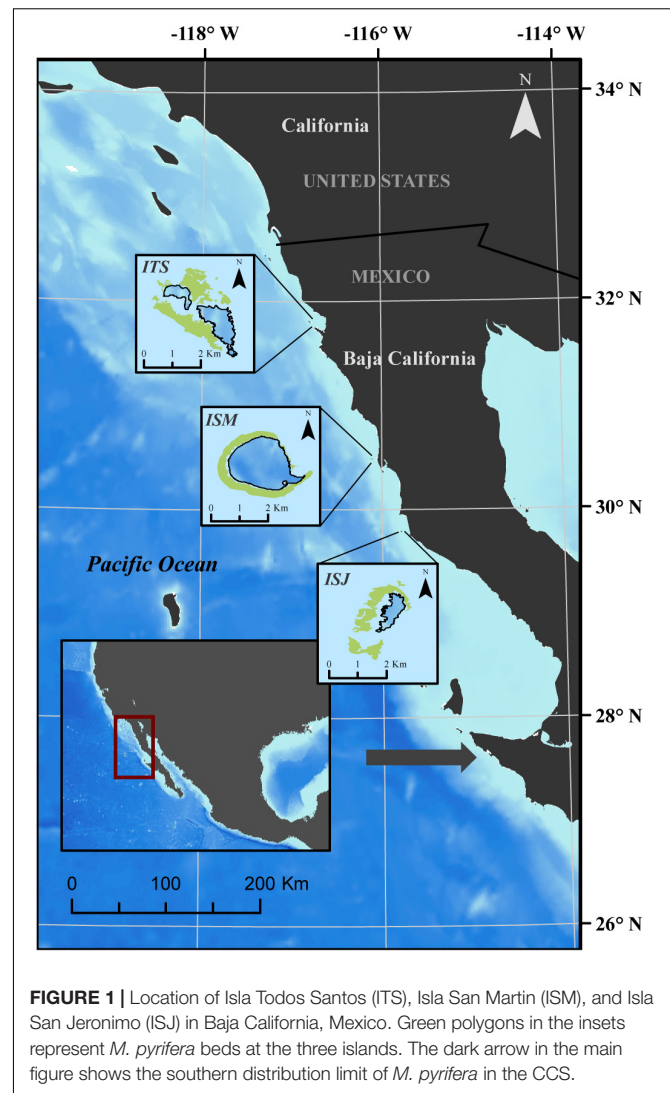 -118° W -116° W -114° W
N
34° N
California
UNITED STATES
MEXICO
ITS
N
0 1 2 Km
32° N
Baja California
ISM
N
0 1 2 Km
30° N
Pacific Ocean
ISJ
N
0 1 2 Km
28° N
0 100 200 Km
26° N
FIGURE 1 | Location of Isla Todos Santos (ITS), Isla San Martin (ISM), and Isla
San Jeronimo (ISJ) in Baja California, Mexico. Green polygons in the insets
represent M. pyrifera beds at the three islands. The dark arrow in the main
figure shows the southern distribution limit of M. pyrifera in the CCS.